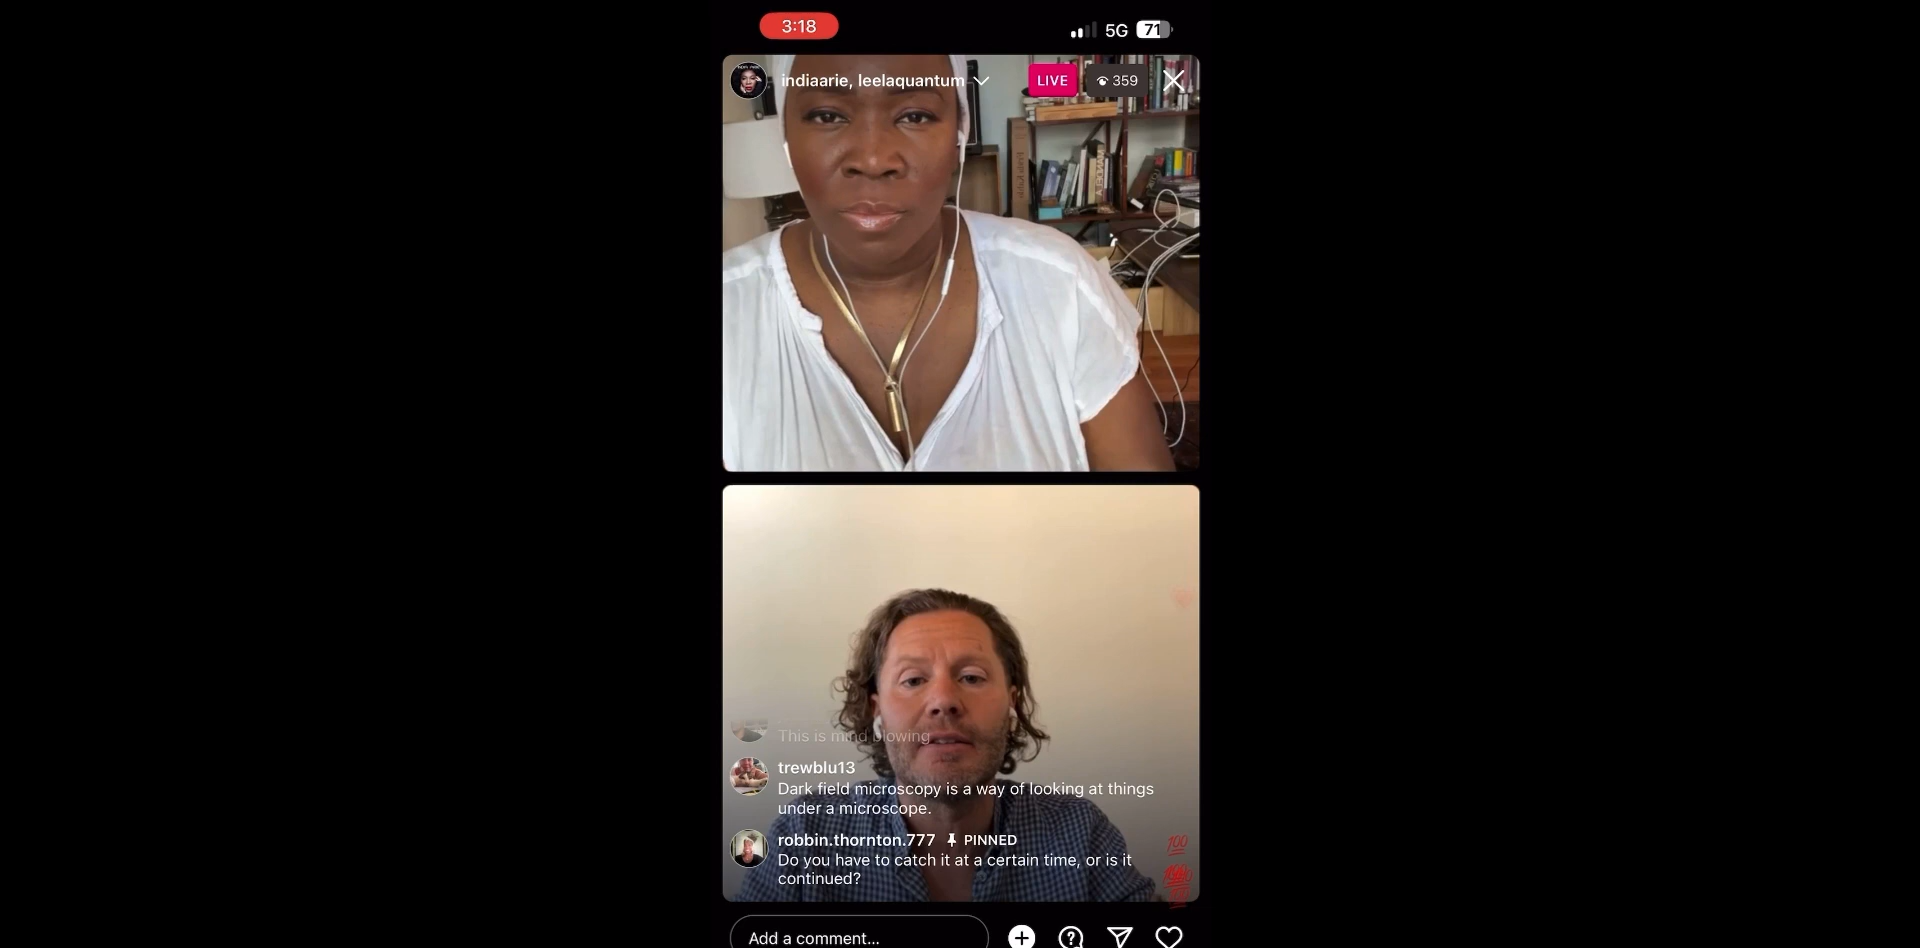 3:18
5G 71
indiaarie, leelaquantum
LIVE
359
This is mind blowing
trewblu13
Dark field microscopy is a way of looking at things
under a microscope.
robbin.thornton.777 PINNED
Do you have to catch it at a certain time, or is it
continued?
100
Add a comment...